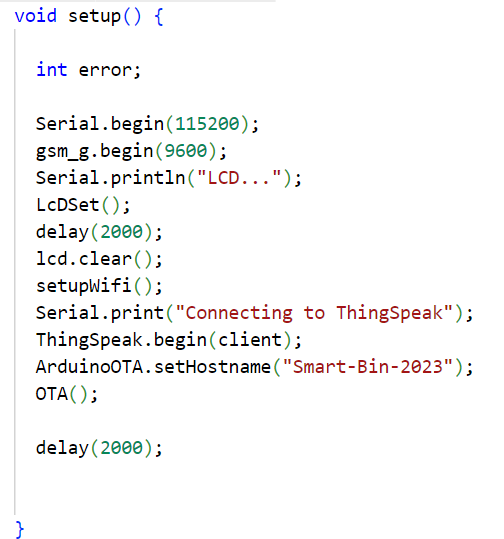 void setup() {
int error;
Serial.begin(115200);
gsm_g.begin(9600);
Serial.println("LCD...");
LcDSet();
delay(2000);
lcd.clear();
setupWifi();
Serial.print("Connecting to ThingSpeak");
ThingSpeak.begin(client);
ArduinoOTA.setHostname("Smart-Bin-2023");
OTA();
delay(2000);
}